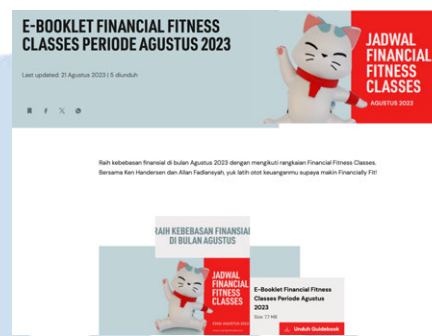 E-BOOKLET FINANCIAL FITNESS
CLASSES PERIODE AGUSTUS 2023
Last updated: 21 Agustus 2023 | 5 diunduh
JADWAL
FINANCIAL
FITNESS
CLASSES
AGUSTUS 2023
Raih kebebasan finansial di bulan Agustus 2023 dengan mengikuti rangkaian Financial Fitness Classes.
Bersama Ken Handersen dan Allan Fadlansyah, yuk latih otot keuanganmu supaya makin Financially Fit!
RAIH KEBEBASAN FINANSIAL
DI BULAN AGUSTUS
JADWAL
FINANCIAL
FITNESS
CLASSES
AGUSTUS 2023
E-Booklet Financial Fitness
Classes Periode Agustus
2023
Size 7.7 MB
Unduh Guidebook